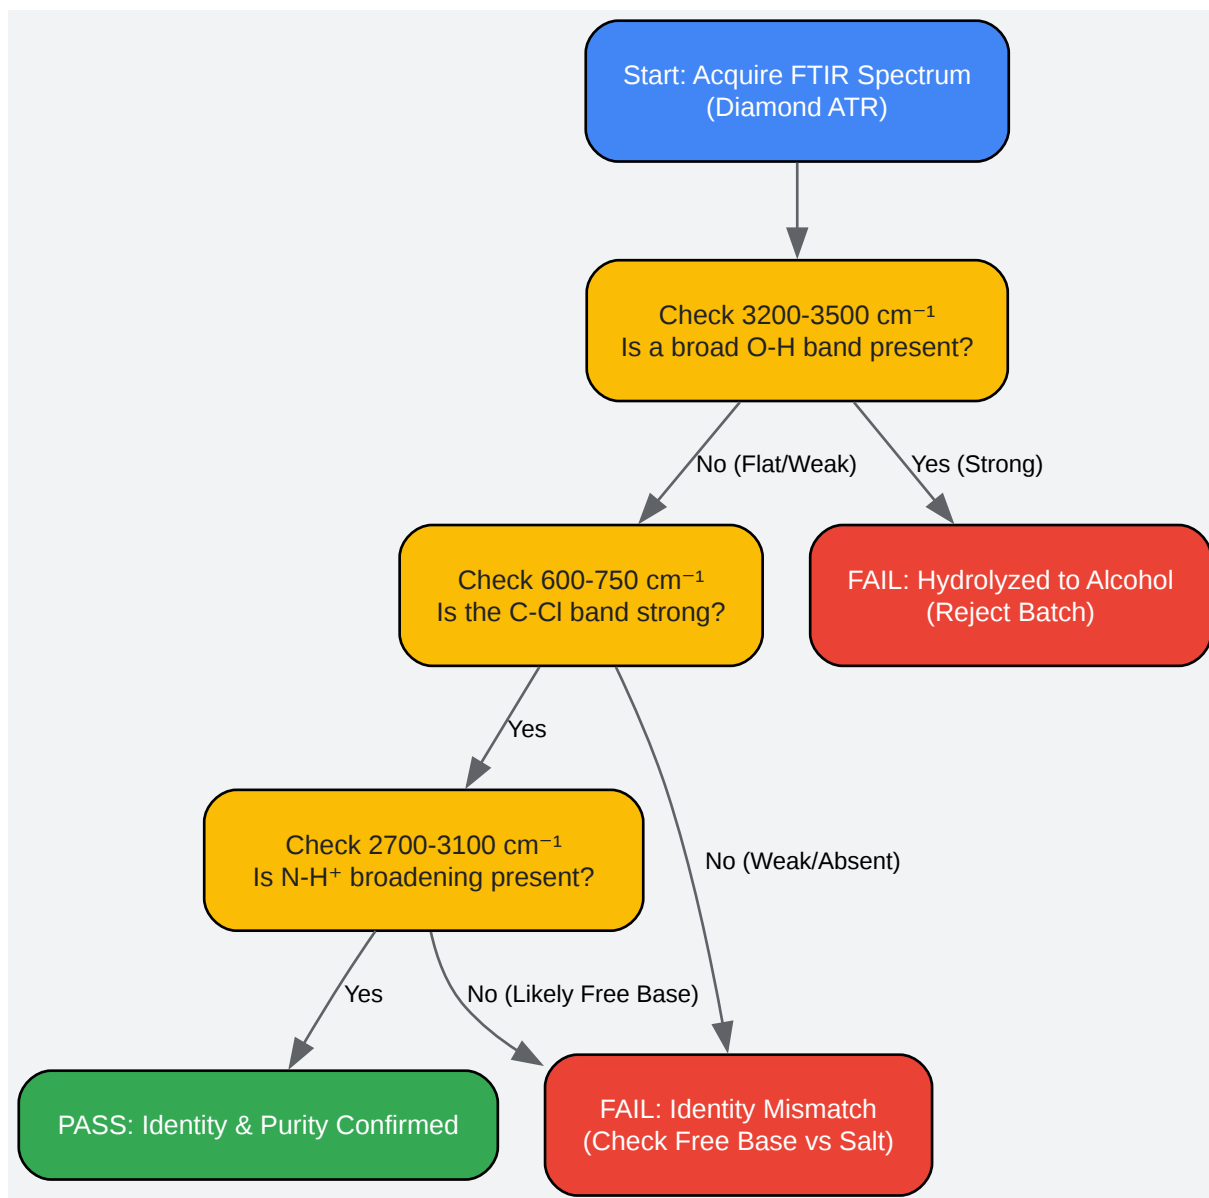 Start: Acquire FTIR Spectrum
(Diamond ATR)
Check 3200-3500 cm⁻¹
Is a broad O-H band present?
No (Flat/Weak)
Yes (Strong)
Check 600-750 cm⁻¹
Is the C-Cl band strong?
FAIL: Hydrolyzed to Alcohol
(Reject Batch)
Yes
Check 2700-3100 cm⁻¹
Is N-H⁺ broadening present?
No (Weak/Absent)
Yes
No (Likely Free Base)
PASS: Identity & Purity Confirmed
FAIL: Identity Mismatch
(Check Free Base vs Salt)